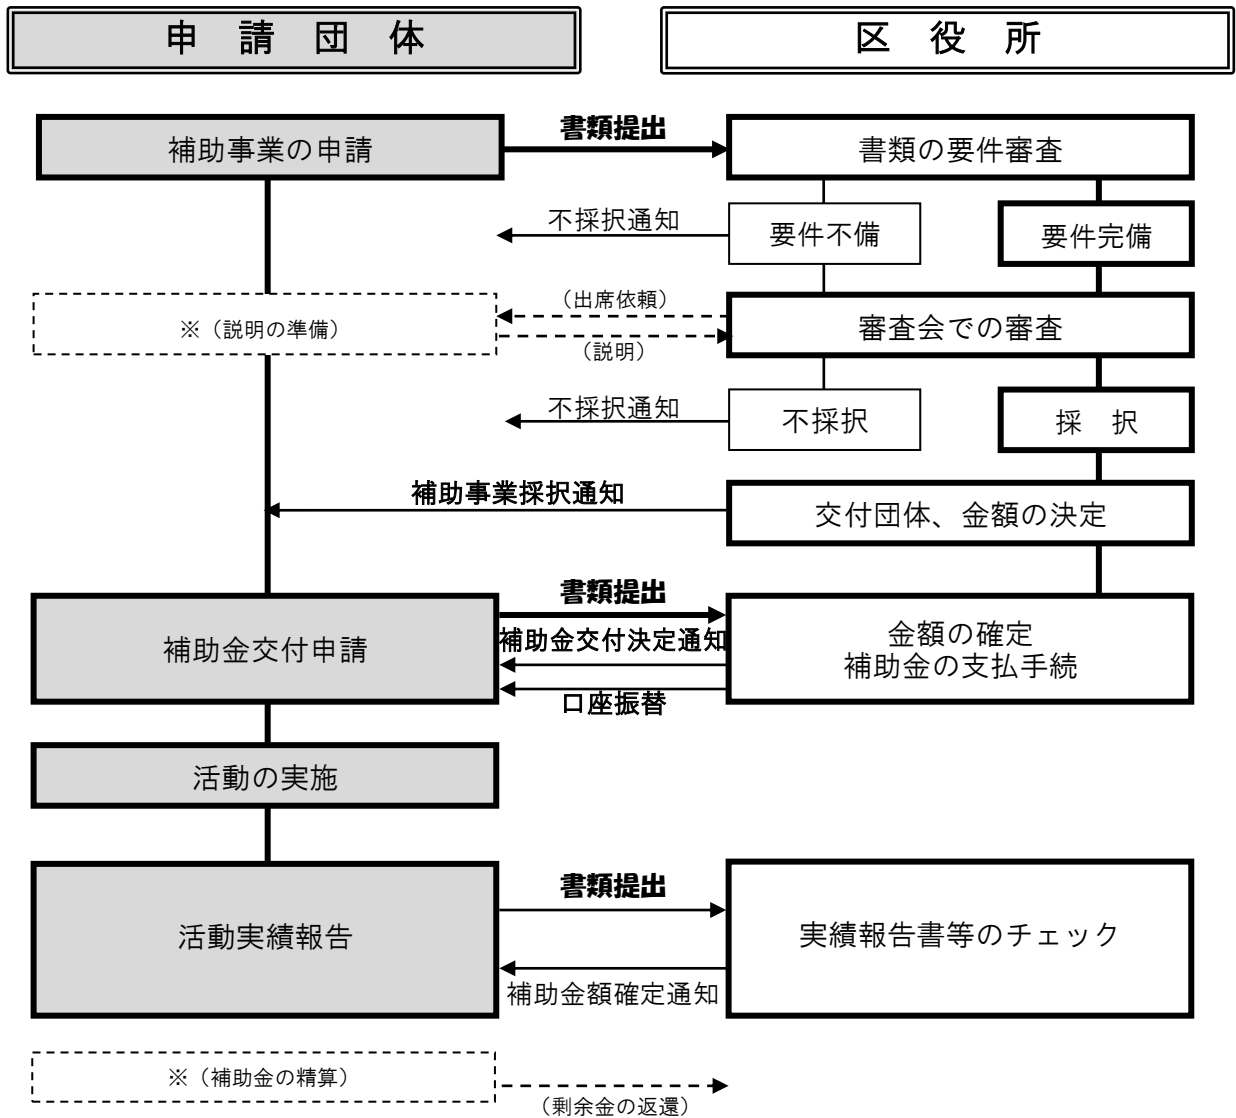 申 請 団 体
区 役 所
補助事業の申請
書類提出
書類の要件審査
不採択通知
要件不備
要件完備
※（説明の準備）
（出席依頼）
（説明）
審査会での審査
不採択通知
不採択
採 択
補助事業採択通知
交付団体、金額の決定
補助金交付申請
書類提出
補助金交付決定通知
口座振替
金額の確定
補助金の支払手続
活動の実施
活動実績報告
書類提出
補助金額確定通知
実績報告書等のチェック
※（補助金の精算）
（剰余金の返還）